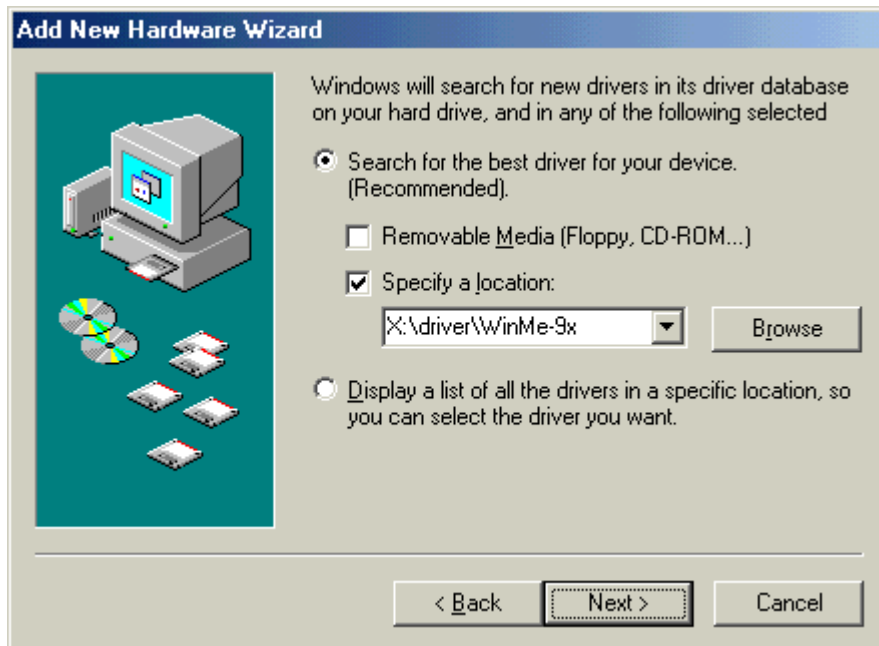 Add New Hardware Wizard
Windows will search for new drivers in its driver database
on your hard drive, and in any of the following selected
Search for the best driver for your device.
(Recommended).
Removable Media (Floppy, CD-ROM...)
Specify a location:
X:\driver\WinMe-9x
Browse
Display a list of all the drivers in a specific location, so
you can select the driver you want.
< Back
Next >
Cancel